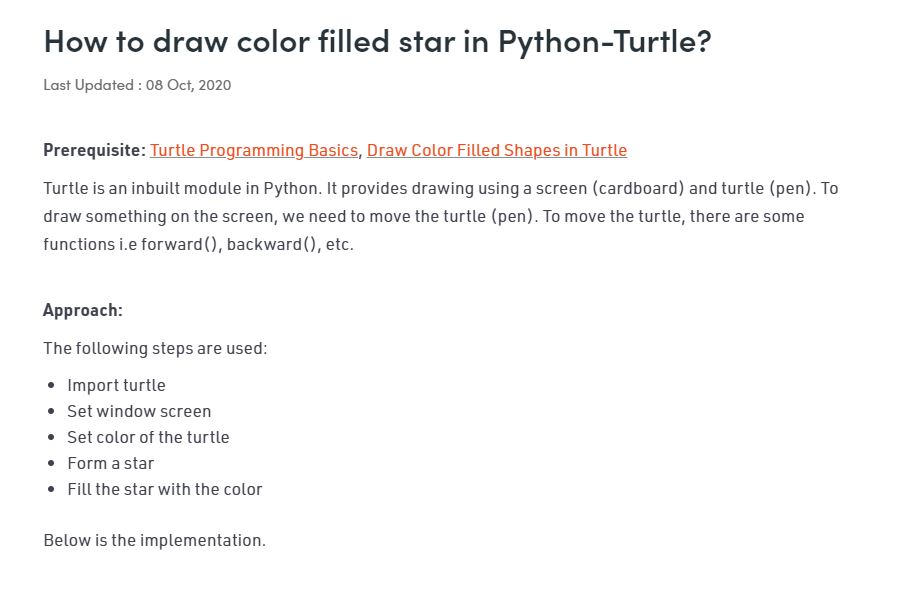 How to draw color filled star in Python-Turtle?
Last Updated : 08 Oct, 2020
Prerequisite: Turtle Programming Basics, Draw Color Filled Shapes in Turtle
Turtle is an inbuilt module in Python. It provides drawing using a screen (cardboard) and turtle (pen). To
draw something on the screen, we need to move the turtle (pen). To move the turtle, there are some
functions i.e forward(), backward(), etc.
Approach:
The following steps are used:
• Import turtle
• Set window screen
• Set color of the turtle
• Form a star
• Fill the star with the color
Below is the implementation.